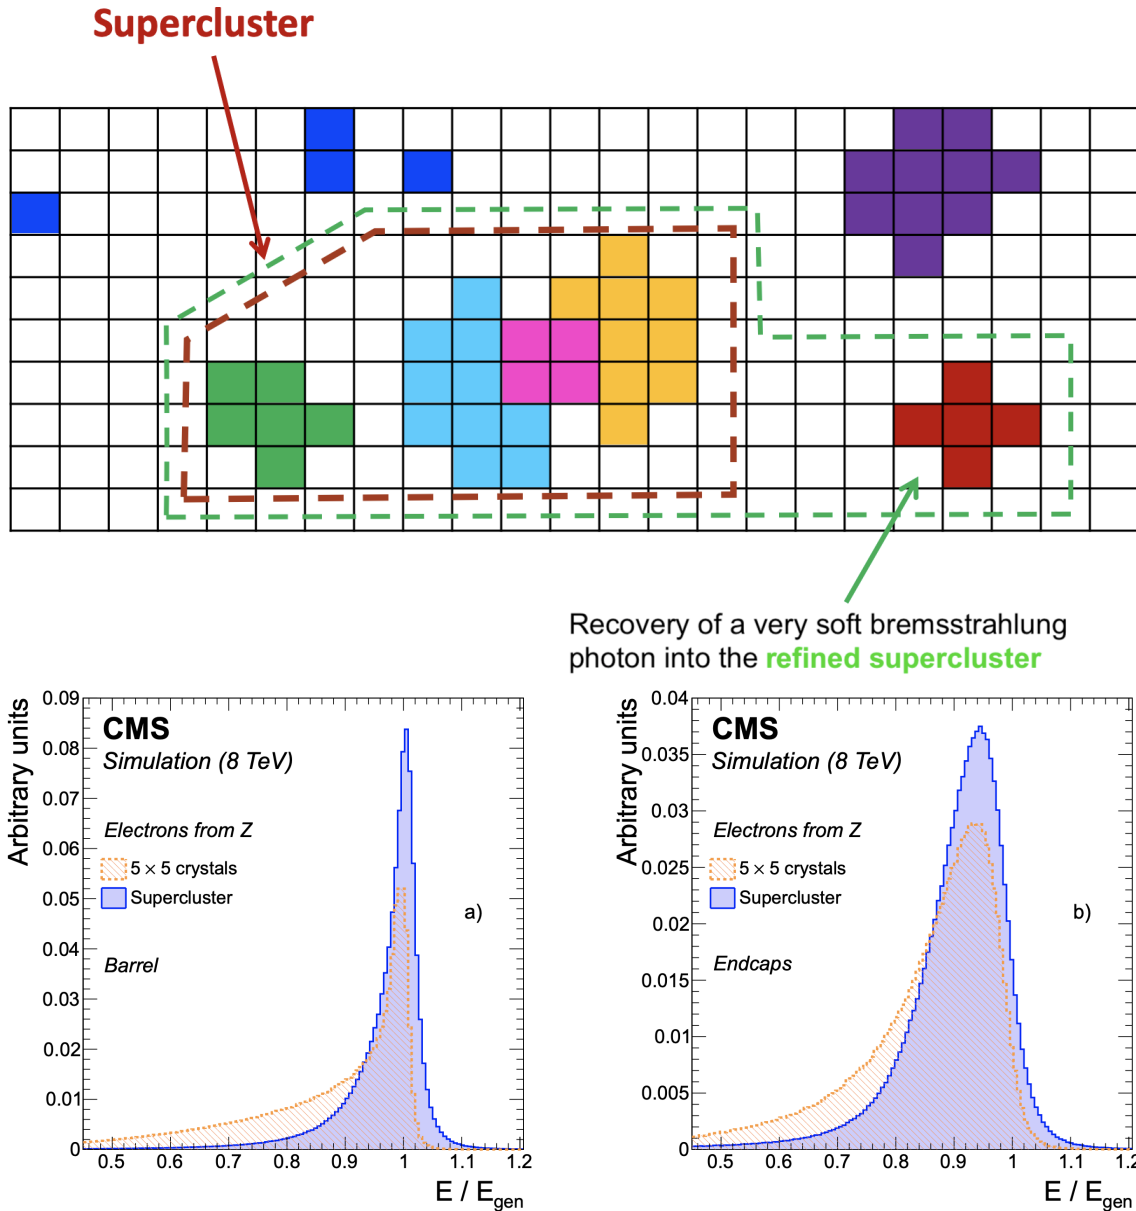 Supercluster
Recovery of a very soft bremsstrahlung
photon into the refined supercluster
Arbitrary units
0.09
0.08
0.07
0.06
0.05
0.04
0.03
0.02
0.01
0
CMS
Simulation (8 TeV)
Electrons from Z
5 × 5 crystals
Supercluster
a)
Barrel
0.5 0.6 0.7 0.8 0.9 1 1.1 1.2
E / Egen
Arbitrary units
0.04
0.035
0.03
0.025
0.02
0.015
0.01
0.005
0
CMS
Simulation (8 TeV)
Electrons from Z
5 × 5 crystals
Supercluster
b)
Endcaps
0.5 0.6 0.7 0.8 0.9 1 1.1 1.2
E / Egen